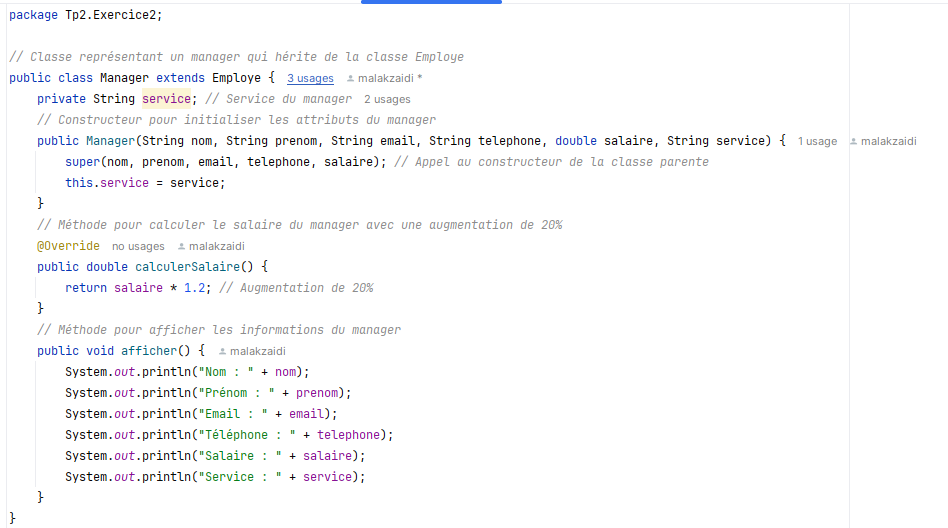 package Tp2.Exercice2;
// Classe représentant un manager qui hérite de la classe Employe
public class Manager extends Employe {  3 usages  malakzaidi *
    private String service; // Service du manager  2 usages
    // Constructeur pour initialiser les attributs du manager
    public Manager(String nom, String prenom, String email, String telephone, double salaire, String service) {  1 usage  malakzaidi
        super(nom, prenom, email, telephone, salaire); // Appel au constructeur de la classe parente
        this.service = service;
    }
    // Méthode pour calculer le salaire du manager avec une augmentation de 20%
    @Override  no usages  malakzaidi
    public double calculerSalaire() {
        return salaire * 1.2; // Augmentation de 20%
    }
    // Méthode pour afficher les informations du manager
    public void afficher() {  malakzaidi
        System.out.println("Nom : " + nom);
        System.out.println("Prénom : " + prenom);
        System.out.println("Email : " + email);
        System.out.println("Téléphone : " + telephone);
        System.out.println("Salaire : " + salaire);
        System.out.println("Service : " + service);
    }
}